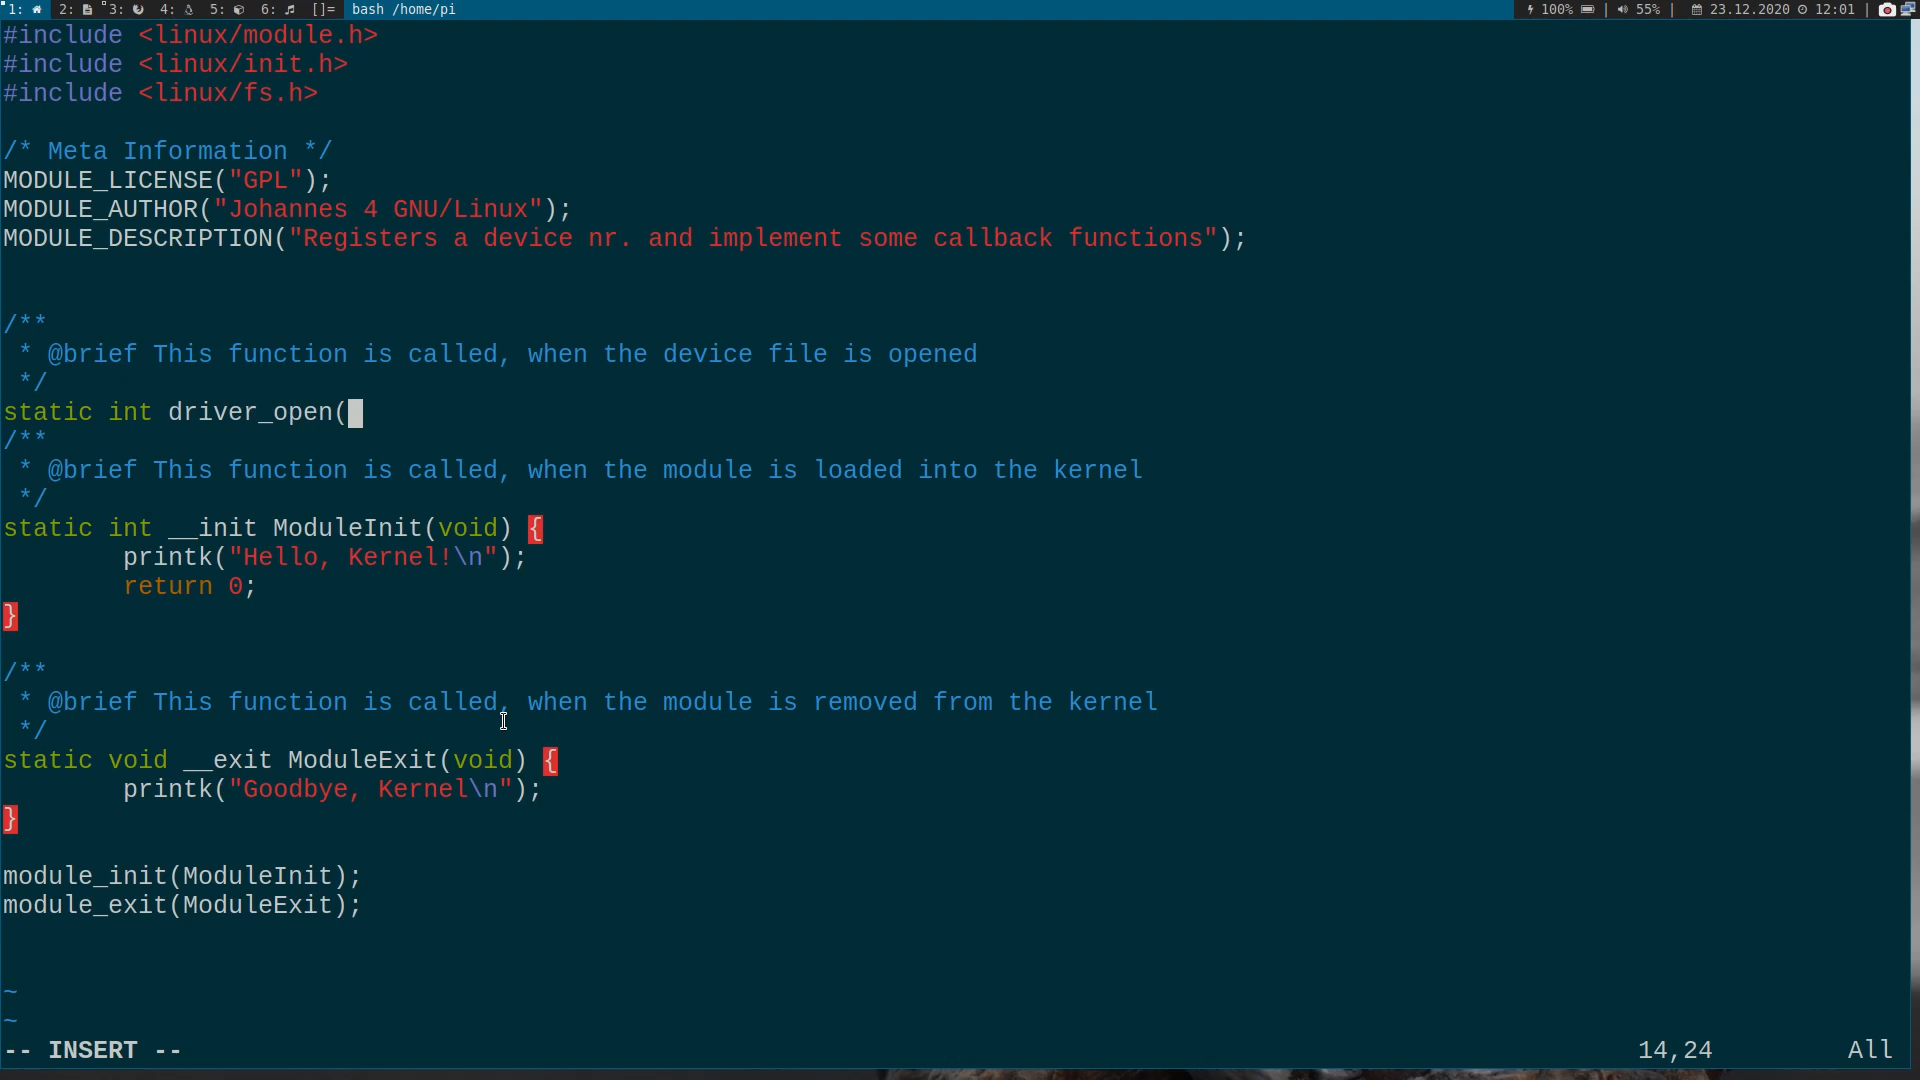 1: 2: 3: 4: 5: 6: []= bash /home/pi 100% | 55% | 23.12.2020 12:01 |
#include <linux/module.h>
#include <linux/init.h>
#include <linux/fs.h>
/* Meta Information */
MODULE_LICENSE("GPL");
MODULE_AUTHOR("Johannes 4 GNU/Linux");
MODULE_DESCRIPTION("Registers a device nr. and implement some callback functions");
/**
 * @brief This function is called, when the device file is opened
 */
static int driver_open(
/**
 * @brief This function is called, when the module is loaded into the kernel
 */
static int __init ModuleInit(void) {
        printk("Hello, Kernel!\n");
        return 0;
}
/**
 * @brief This function is called, when the module is removed from the kernel
 */
static void __exit ModuleExit(void) {
        printk("Goodbye, Kernel\n");
}
module_init(ModuleInit);
module_exit(ModuleExit);
~
~
-- INSERT -- 14,24 All